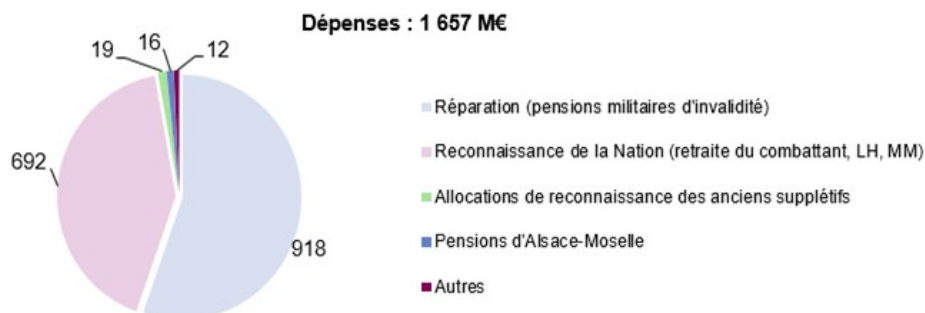 Dépenses : 1 657 M€
19
16
12
692
918
Réparation (pensions militaires d'invalidité)
Reconnaissance de la Nation (retraite du combattant, LH, MM)
Allocations de reconnaissance des anciens supplétifs
Pensions d'Alsace-Moselle
Autres